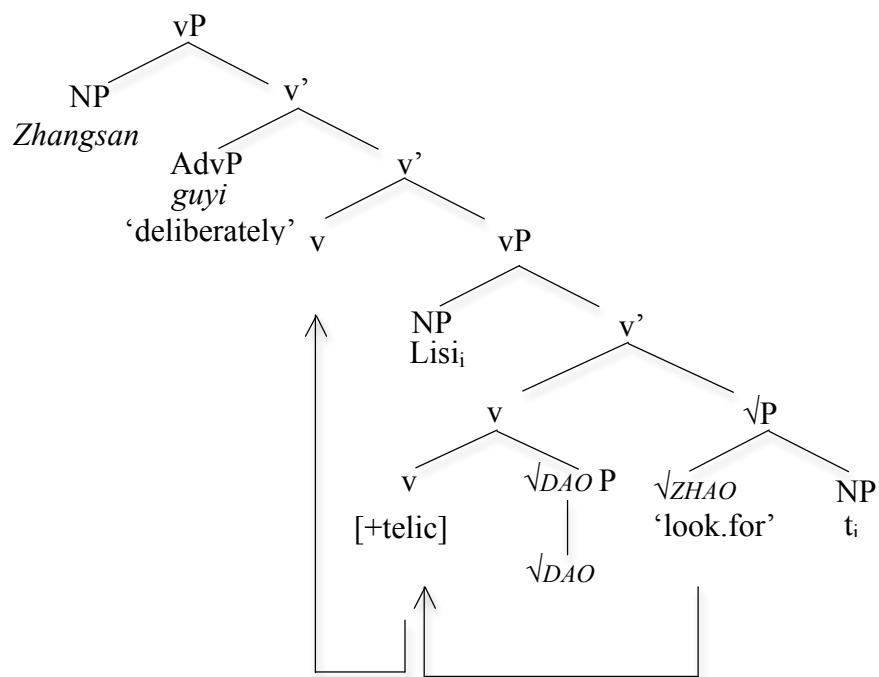 vP
NP v’
Zhangsan
AdvP v’
guyi
‘deliberately’ v vP
NP v’
Lisiᵢ
v √P
v √DAO P √ZHAO NP
[+telic] ‘look.for’ tᵢ
√DAO